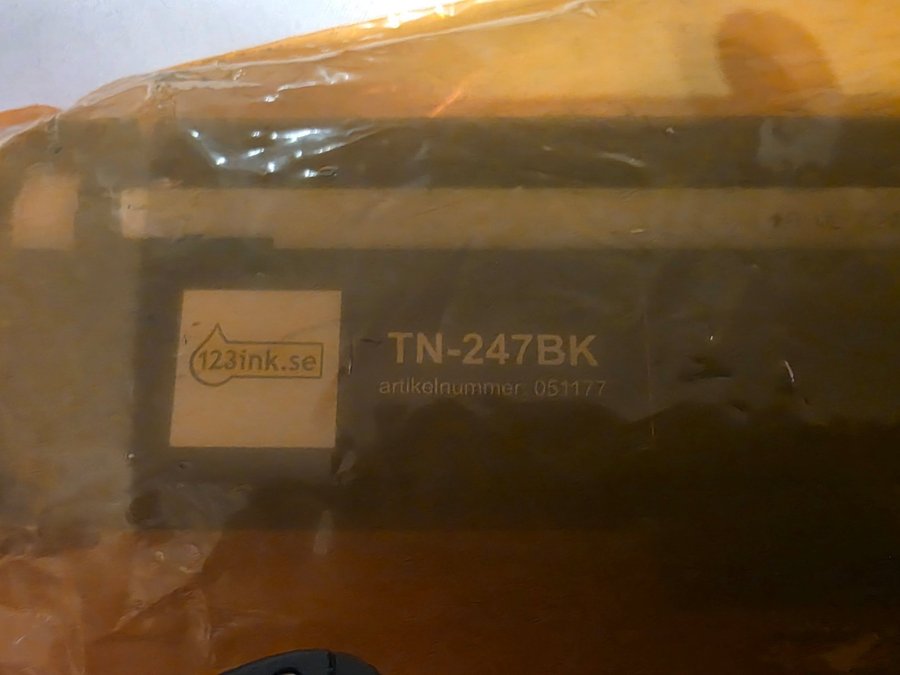 123ink.se
TN-247BK
artikelnummer: 051177